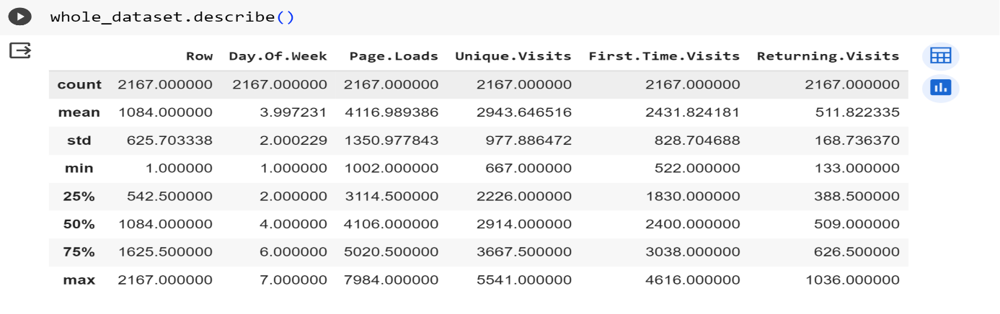 whole_dataset.describe()
Row Day.Of.Week Page.Loads Unique.Visits First.Time.Visits Returning.Visits
count 2167.000000 2167.000000 2167.000000 2167.000000 2167.000000 2167.000000
mean 1084.000000 3.997231 4116.989386 2943.646516 2431.824181 511.822335
std 625.703338 2.000229 1350.977843 977.886472 828.704688 168.736370
min 1.000000 1.000000 1002.000000 667.000000 522.000000 133.000000
25% 542.500000 2.000000 3114.500000 2226.000000 1830.000000 388.500000
50% 1084.000000 4.000000 4106.000000 2914.000000 2400.000000 509.000000
75% 1625.500000 6.000000 5020.500000 3667.500000 3038.000000 626.500000
max 2167.000000 7.000000 7984.000000 5541.000000 4616.000000 1036.000000